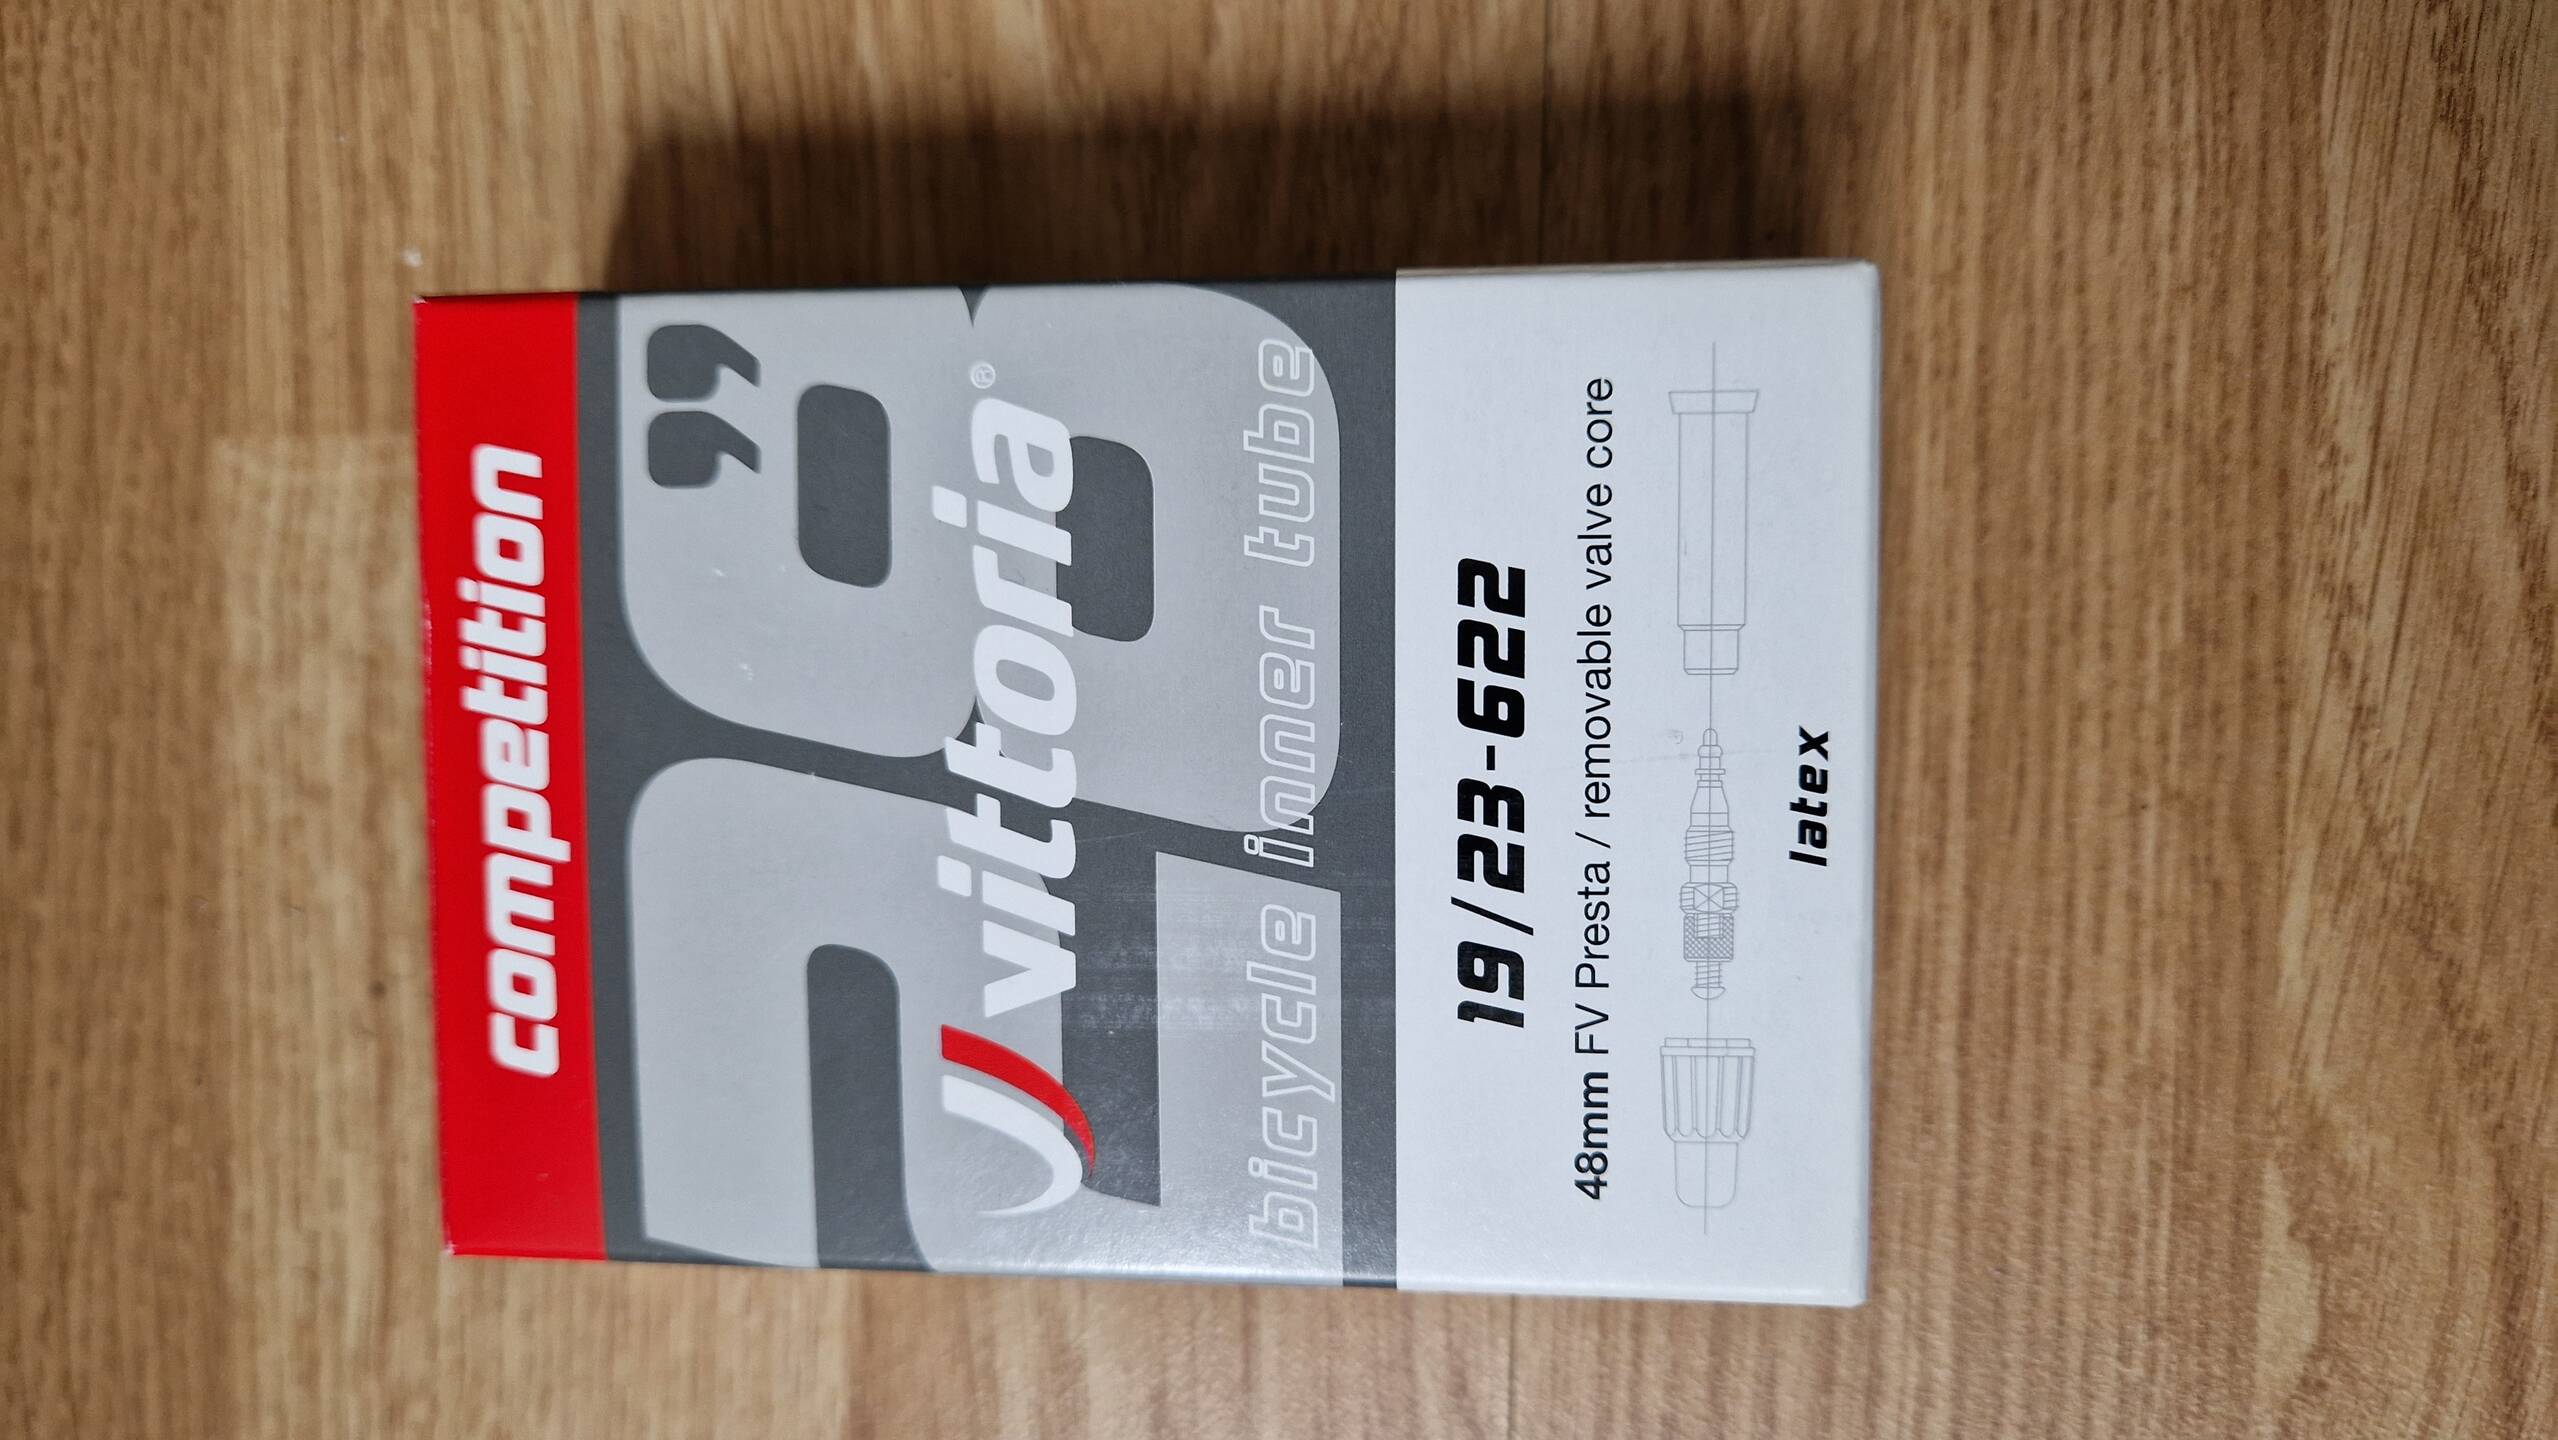 competition
28"
vittoria®
bicycle inner tube
19/23-622
48mm FV Presta / removable valve core
latex